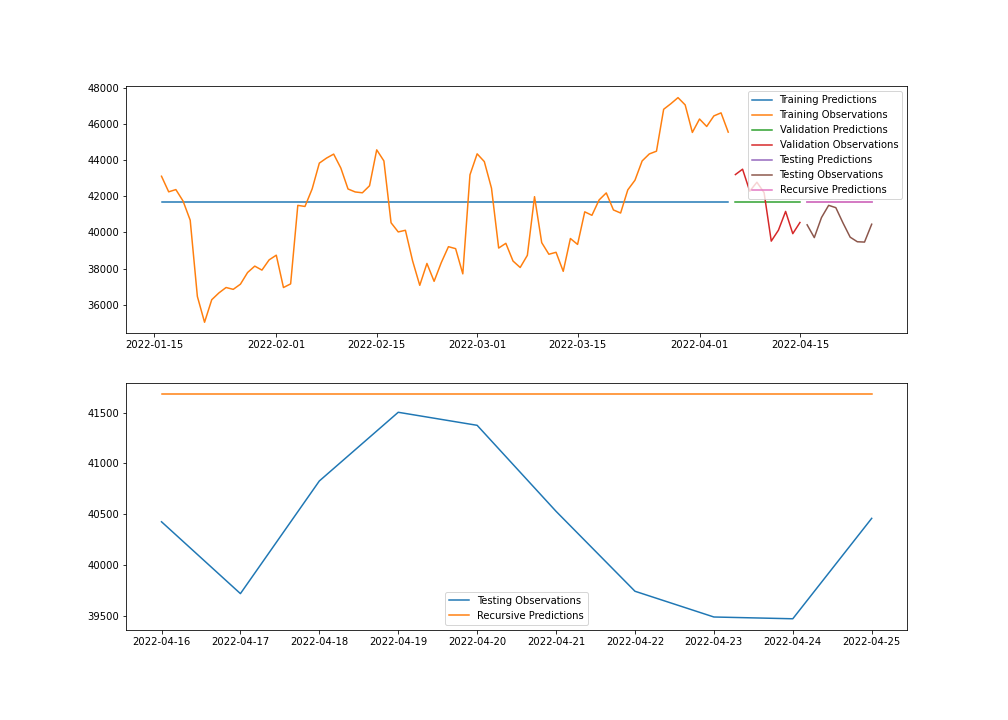 48000
46000
44000
42000
40000
38000
36000
Training Predictions
Training Observations
Validation Predictions
Validation Observations
Testing Predictions
Testing Observations
Recursive Predictions
2022-01-15 2022-02-01 2022-02-15 2022-03-01 2022-03-15 2022-04-01 2022-04-15
41500
41000
40500
40000
39500
Testing Observations
Recursive Predictions
2022-04-16 2022-04-17 2022-04-18 2022-04-19 2022-04-20 2022-04-21 2022-04-22 2022-04-23 2022-04-24 2022-04-25